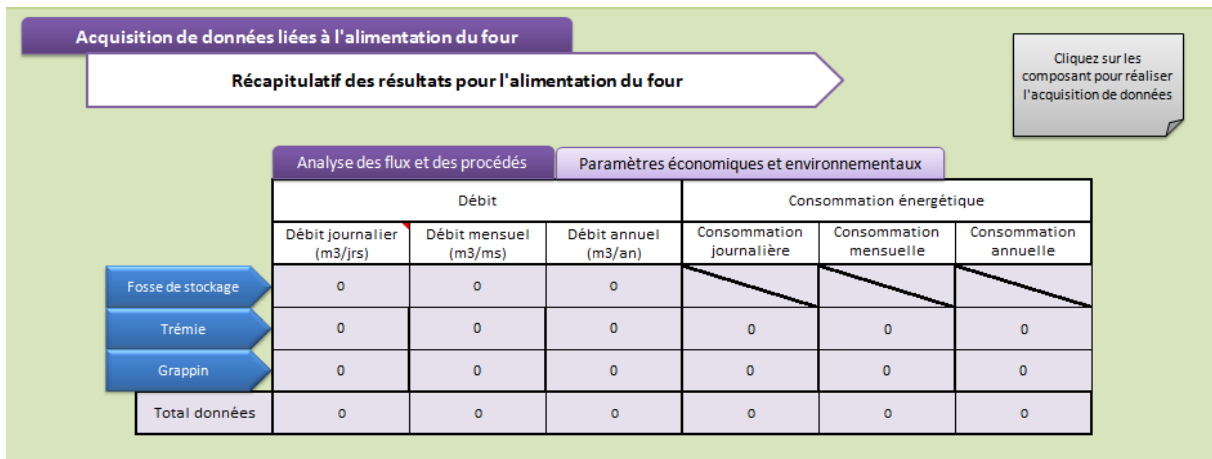 Acquisition de données liées à l'alimentation du four
Récapitulatif des résultats pour l'alimentation du four
Cliquez sur les
composant pour réaliser
l'acquisition de données
Analyse des flux et des procédés Paramètres économiques et environnementaux
Débit Consommation énergétique
Débit journalier (m3/jrs) Débit mensuel (m3/ms) Débit annuel (m3/an) Consommation journalière Consommation mensuelle Consommation annuelle
Fosse de stockage 0 0 0
Trémie 0 0 0 0 0 0
Grappin 0 0 0 0 0 0
Total données 0 0 0 0 0 0